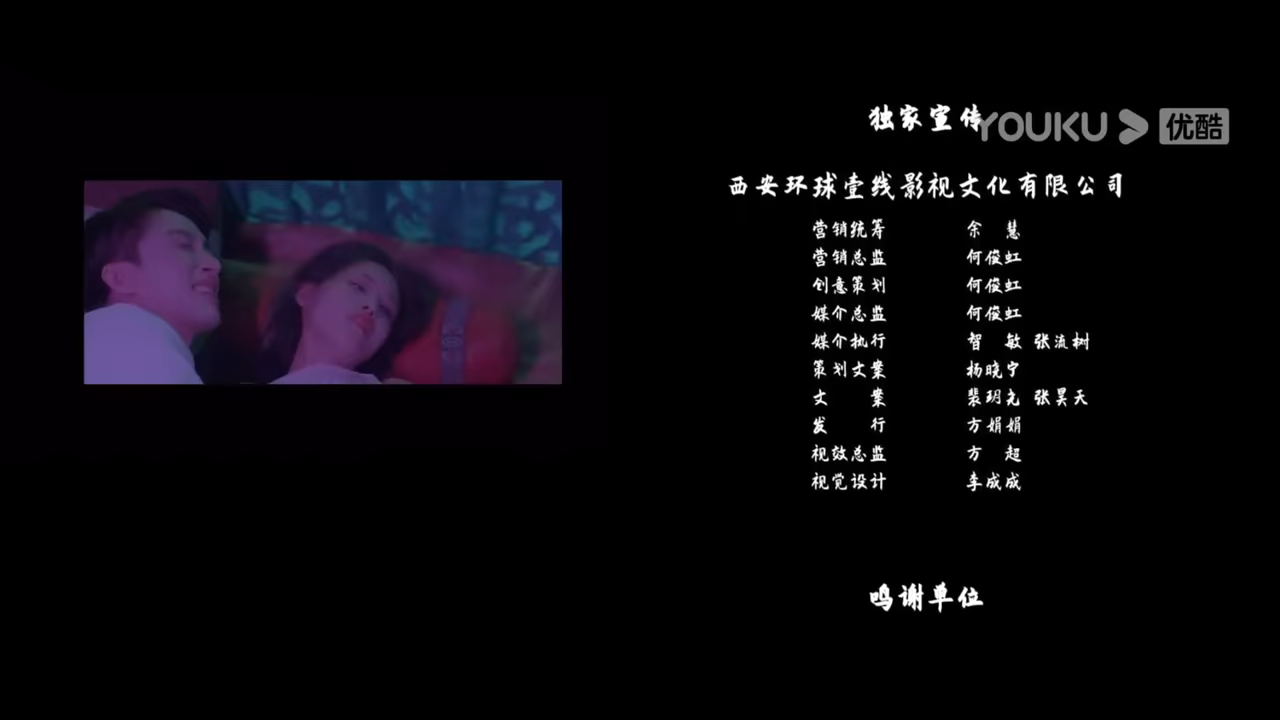 独家宣传
YOUKU 优酷
西安环球壹线影视文化有限公司
营销统筹 余 慧
营销总监 何俊虹
创意策划 何俊虹
媒介总监 何俊虹
媒介执行 智 敏 张流树
策划文案 杨晓宁
文 案 裴玥尧 张昊天
发 行 方娟娟
视效总监 方 超
视觉设计 李成成
鸣谢单位